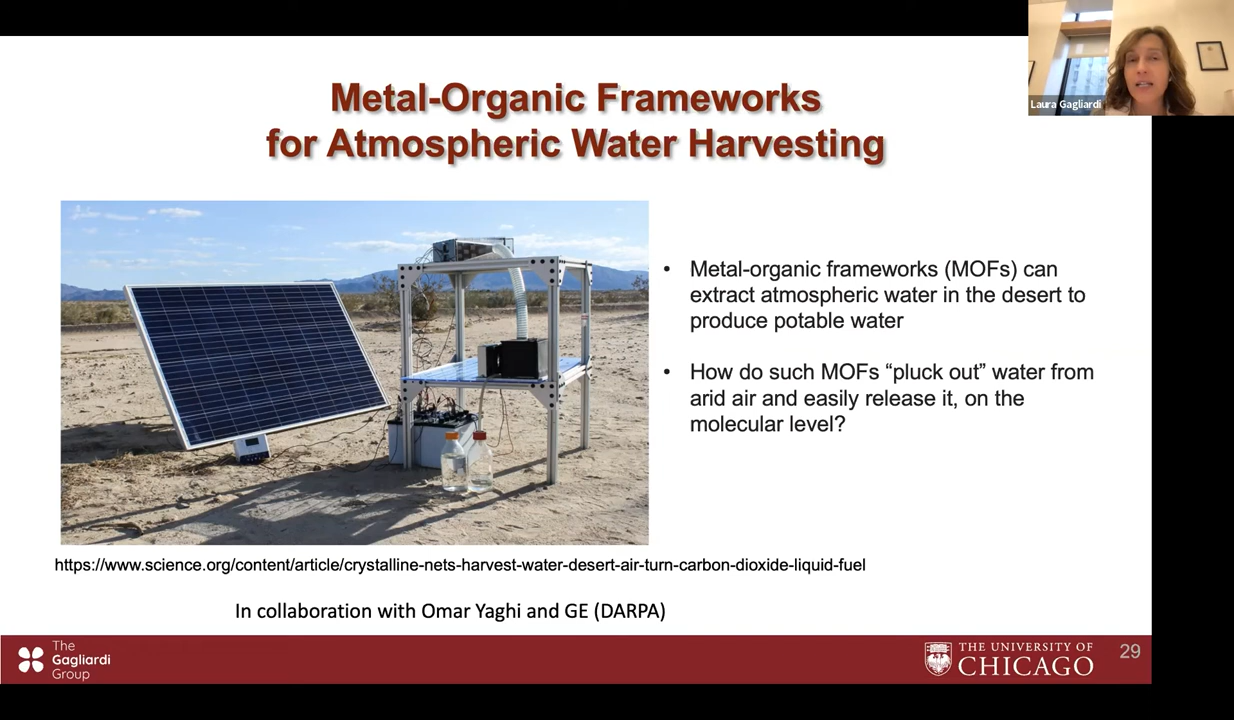 Laura Gagliardi
Metal-Organic Frameworks
for Atmospheric Water Harvesting
• Metal-organic frameworks (MOFs) can
extract atmospheric water in the desert to
produce potable water
• How do such MOFs “pluck out” water from
arid air and easily release it, on the
molecular level?
https://www.science.org/content/article/crystalline-nets-harvest-water-desert-air-turn-carbon-dioxide-liquid-fuel
In collaboration with Omar Yaghi and GE (DARPA)
The
Gagliardi
Group
THE UNIVERSITY OF
CHICAGO
29